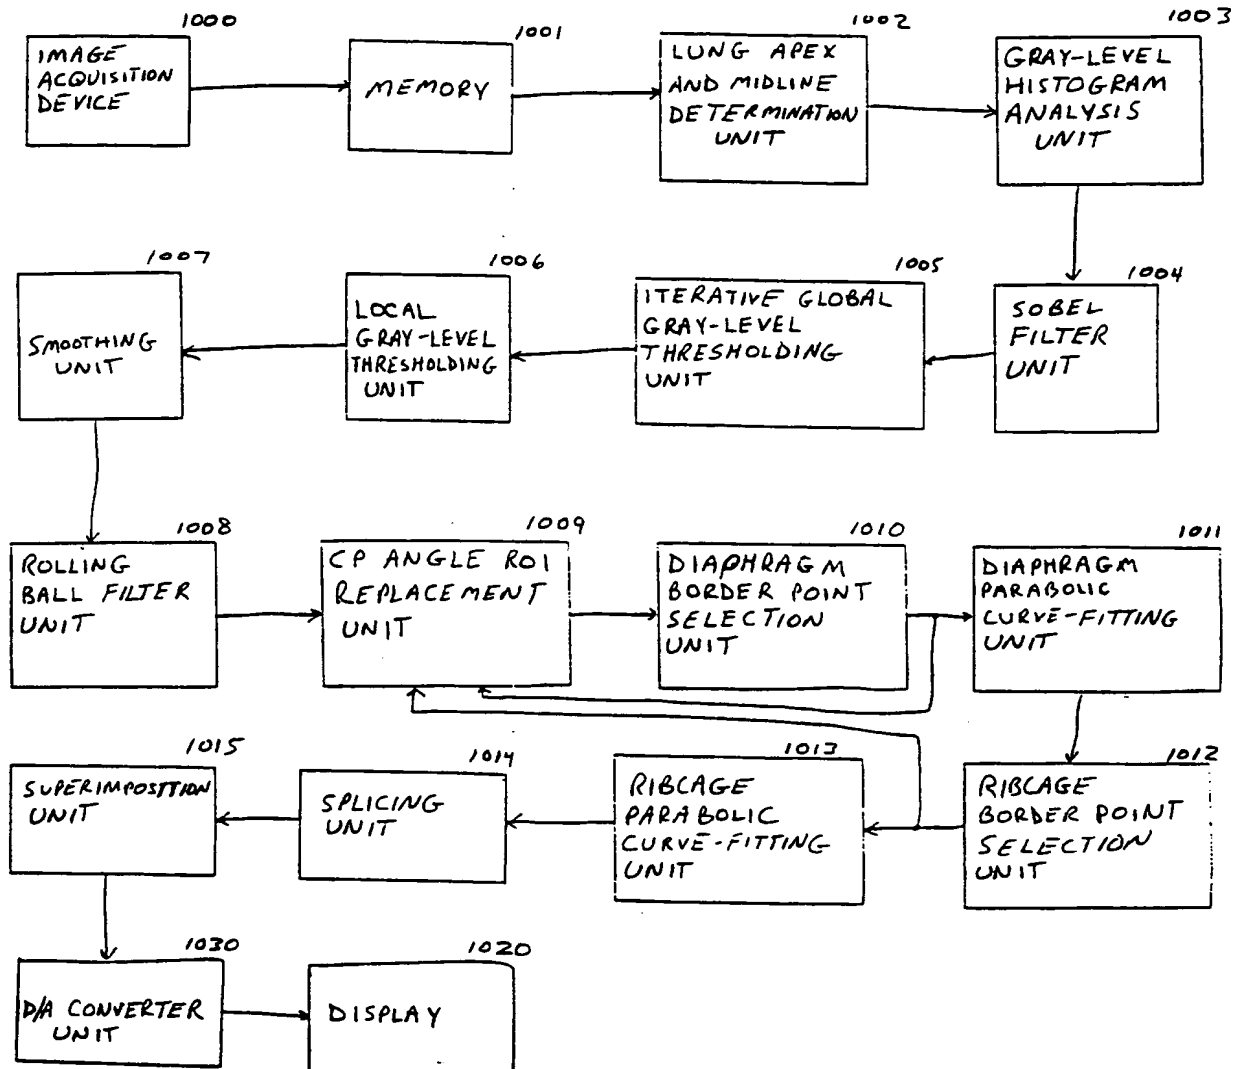 1000
IMAGE
ACQUISITION
DEVICE
1001
MEMORY
1002
LUNG APEX
AND MIDLINE
DETERMINATION
UNIT
1003
GRAY-LEVEL
HISTOGRAM
ANALYSIS
UNIT
1004
SOBEL
FILTER
UNIT
1005
ITERATIVE GLOBAL
GRAY-LEVEL
THRESHOLDING
UNIT
1006
LOCAL
GRAY-LEVEL
THRESHOLDING
UNIT
1007
SMOOTHING
UNIT
1008
ROLLING
BALL FILTER
UNIT
1009
CP ANGLE ROI
REPLACEMENT
UNIT
1010
DIAPHRAGM
BORDER POINT
SELECTION
UNIT
1011
DIAPHRAGM
PARABOLIC
CURVE-FITTING
UNIT
1012
RIBCAGE
BORDER POINT
SELECTION
UNIT
1013
RIBCAGE
PARABOLIC
CURVE-FITTING
UNIT
1014
SPLICING
UNIT
1015
SUPERIMPOSITION
UNIT
1030
D/A CONVERTER
UNIT
1020
DISPLAY